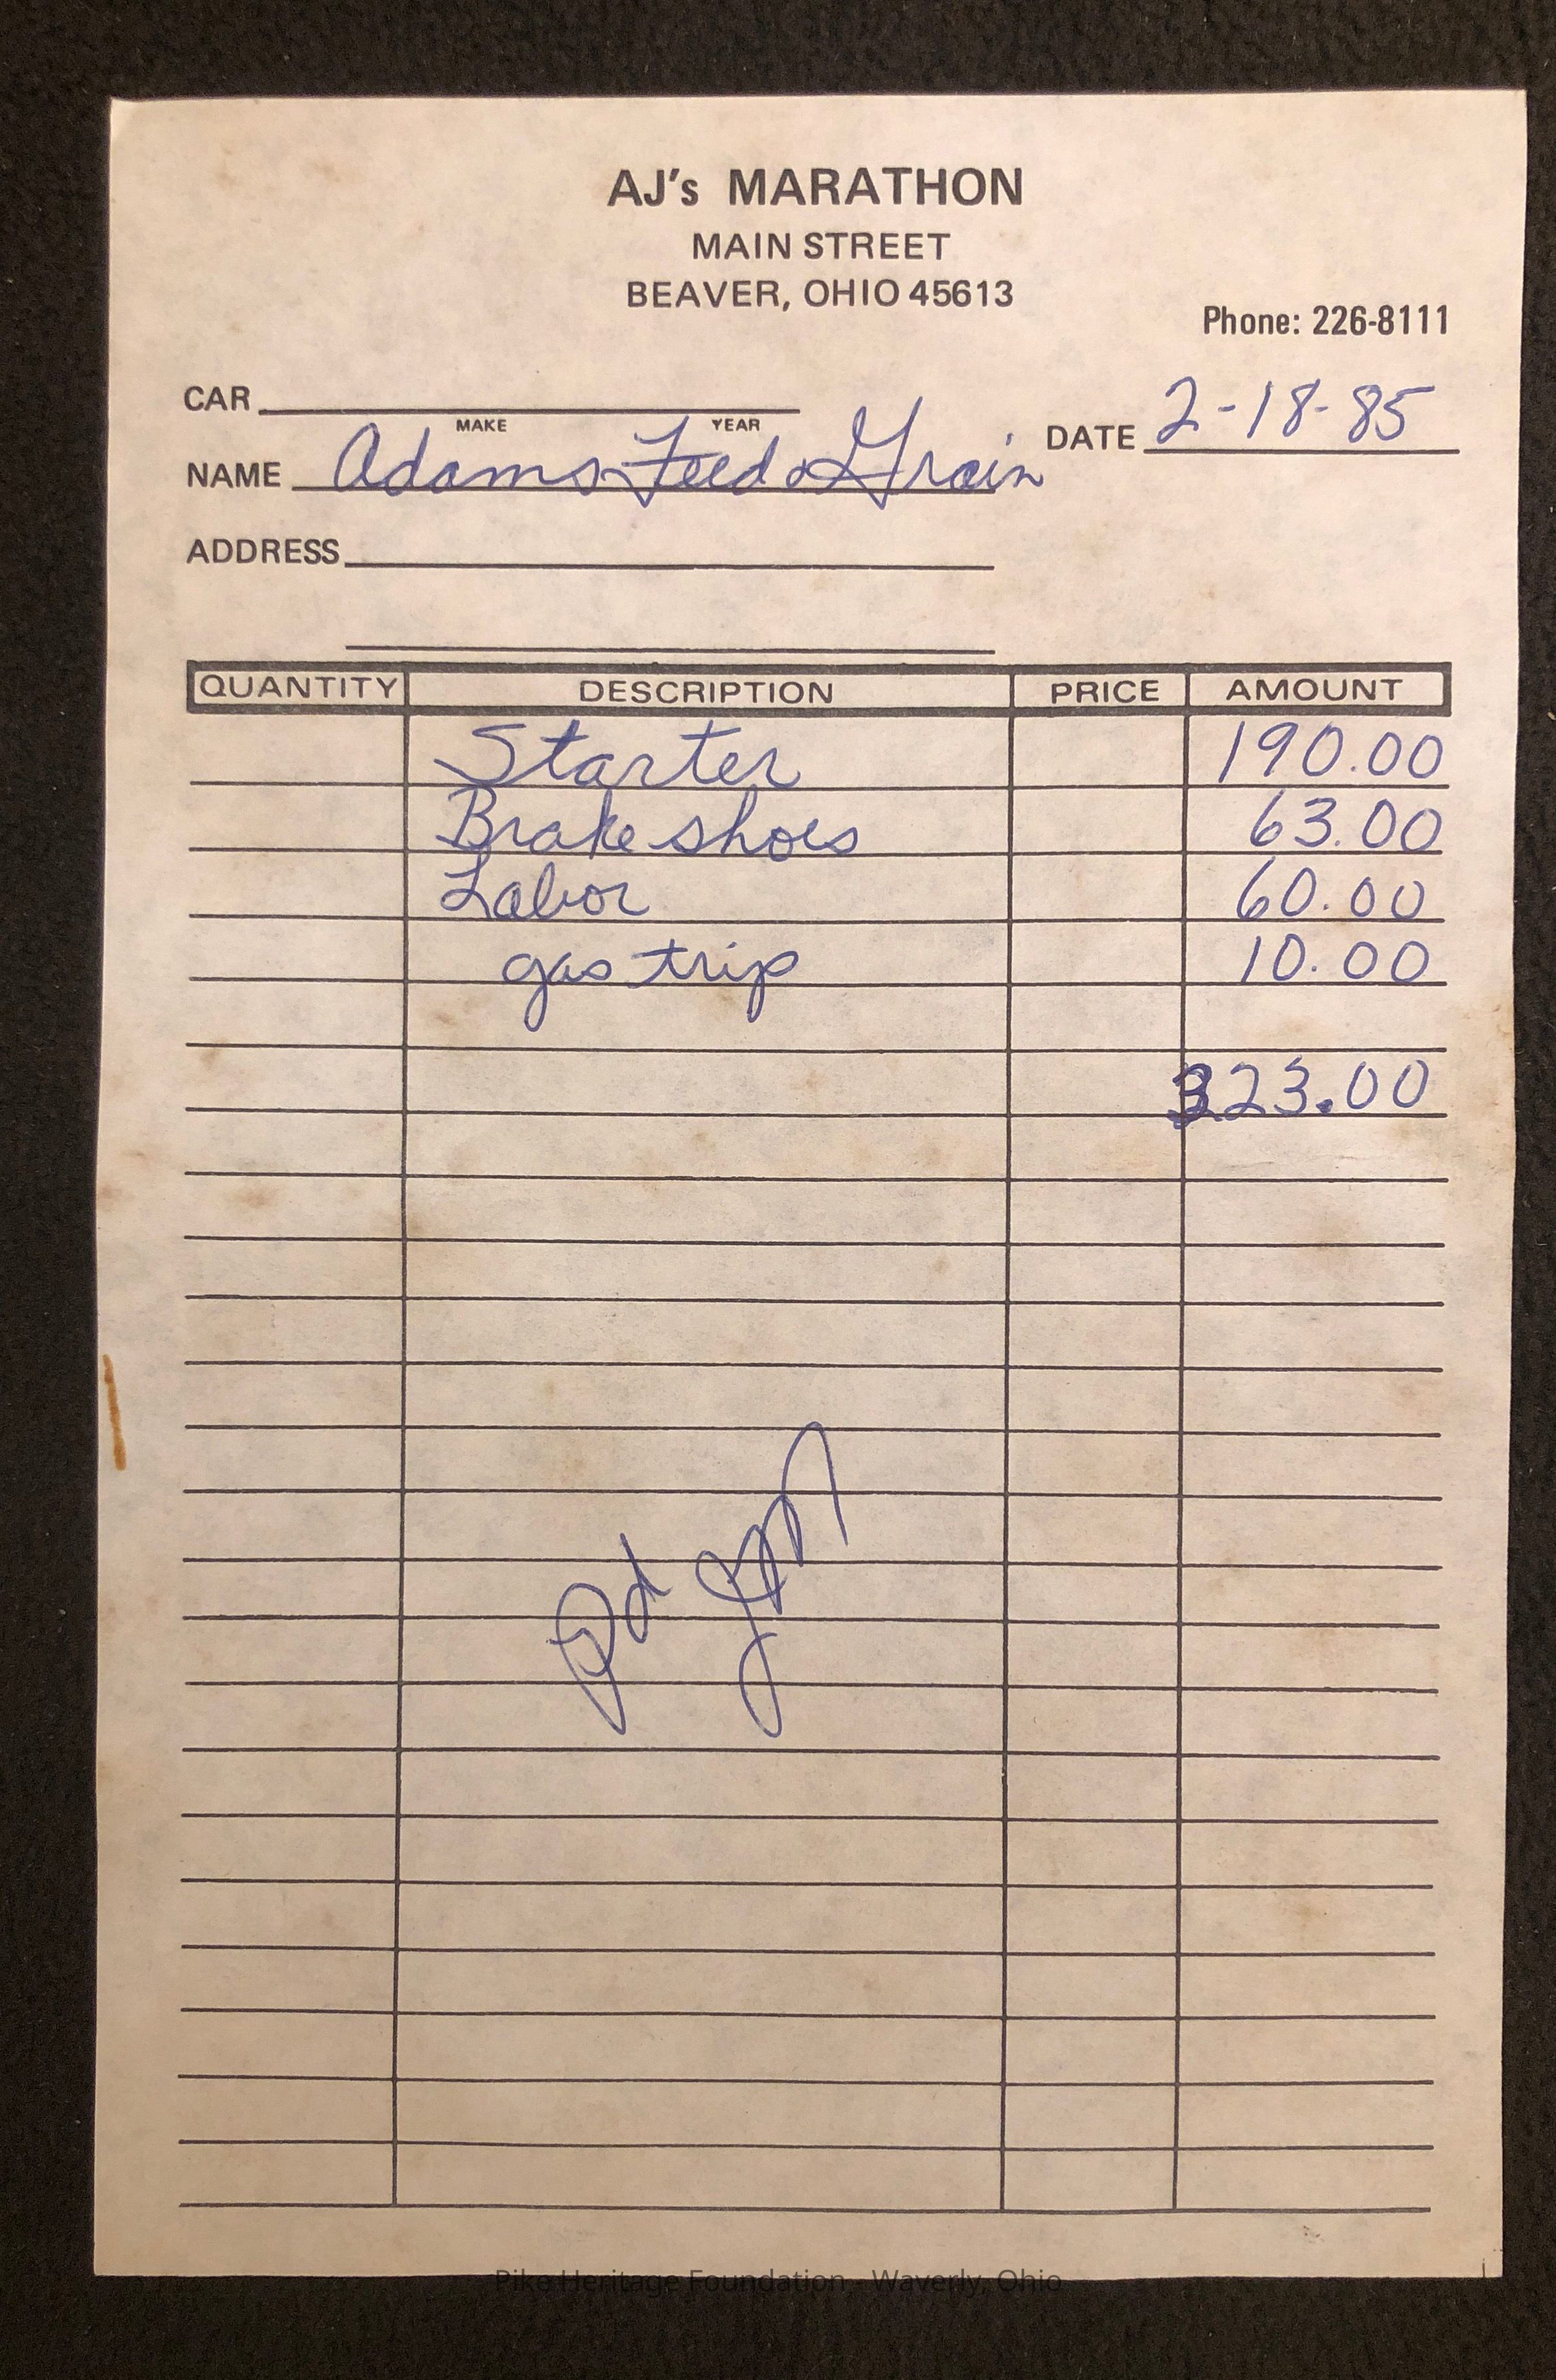 AJ's MARATHON
MAIN STREET
BEAVER, OHIO 45613
Phone: 226-8111
CAR
MAKE YEAR
DATE 2-18-85
NAME Adams Feed & Grain
ADDRESS
QUANTITY DESCRIPTION PRICE AMOUNT
Starter 190.00
Brake shoes 63.00
Labor 60.00
gas trip 10.00
323.00
Pd
Pike Heritage Foundation - Waverly, Ohio